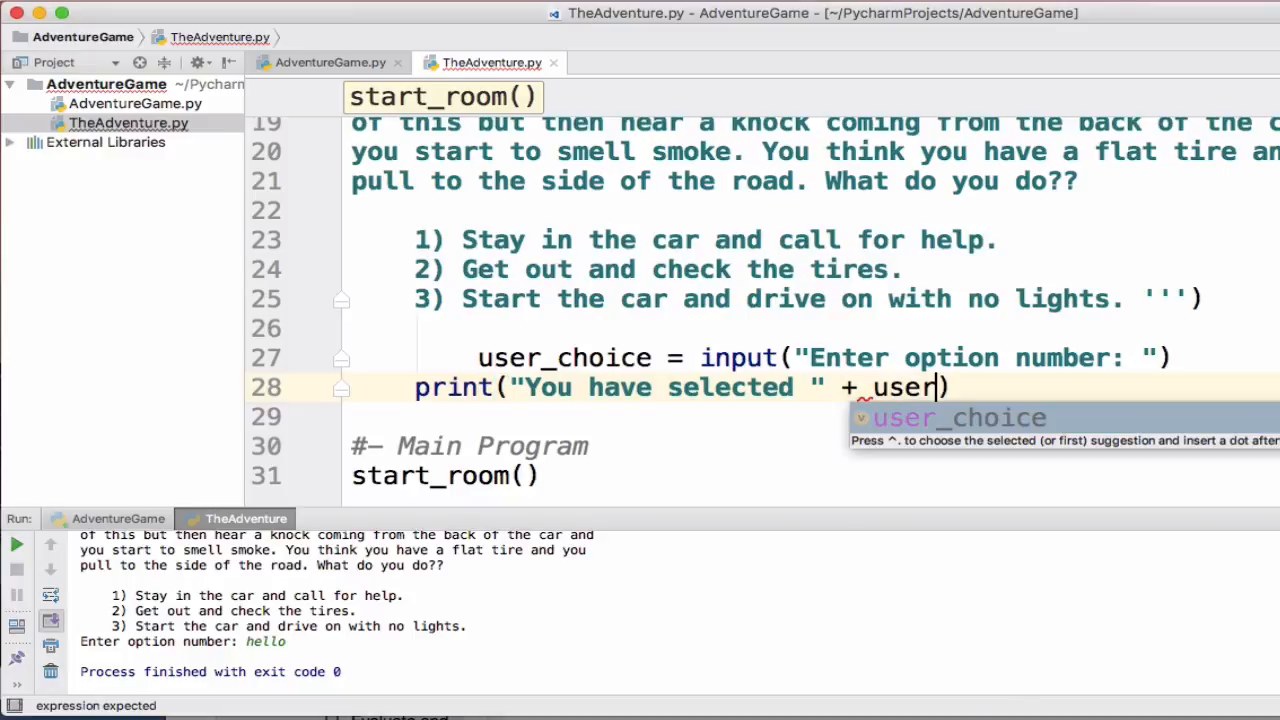 TheAdventure.py - AdventureGame - [~/PycharmProjects/AdventureGame]
AdventureGame TheAdventure.py
Project
AdventureGame.py
TheAdventure.py
AdventureGame ~/Pycharm
AdventureGame.py
TheAdventure.py
External Libraries
start_room()
19 of this but then hear a knock coming from the back of the c
20 you start to smell smoke. You think you have a flat tire an
21 pull to the side of the road. What do you do??
22
23 1) Stay in the car and call for help.
24 2) Get out and check the tires.
25 3) Start the car and drive on with no lights. ''')
26
27 user_choice = input("Enter option number: ")
28 print("You have selected " + user)
v user_choice
Press ^. to choose the selected (or first) suggestion and insert a dot after
29
30 #– Main Program
31 start_room()
Run: AdventureGame TheAdventure
of this but then hear a knock coming from the back of the car and
you start to smell smoke. You think you have a flat tire and you
pull to the side of the road. What do you do??
1) Stay in the car and call for help.
2) Get out and check the tires.
3) Start the car and drive on with no lights.
Enter option number: hello
Process finished with exit code 0
expression expected